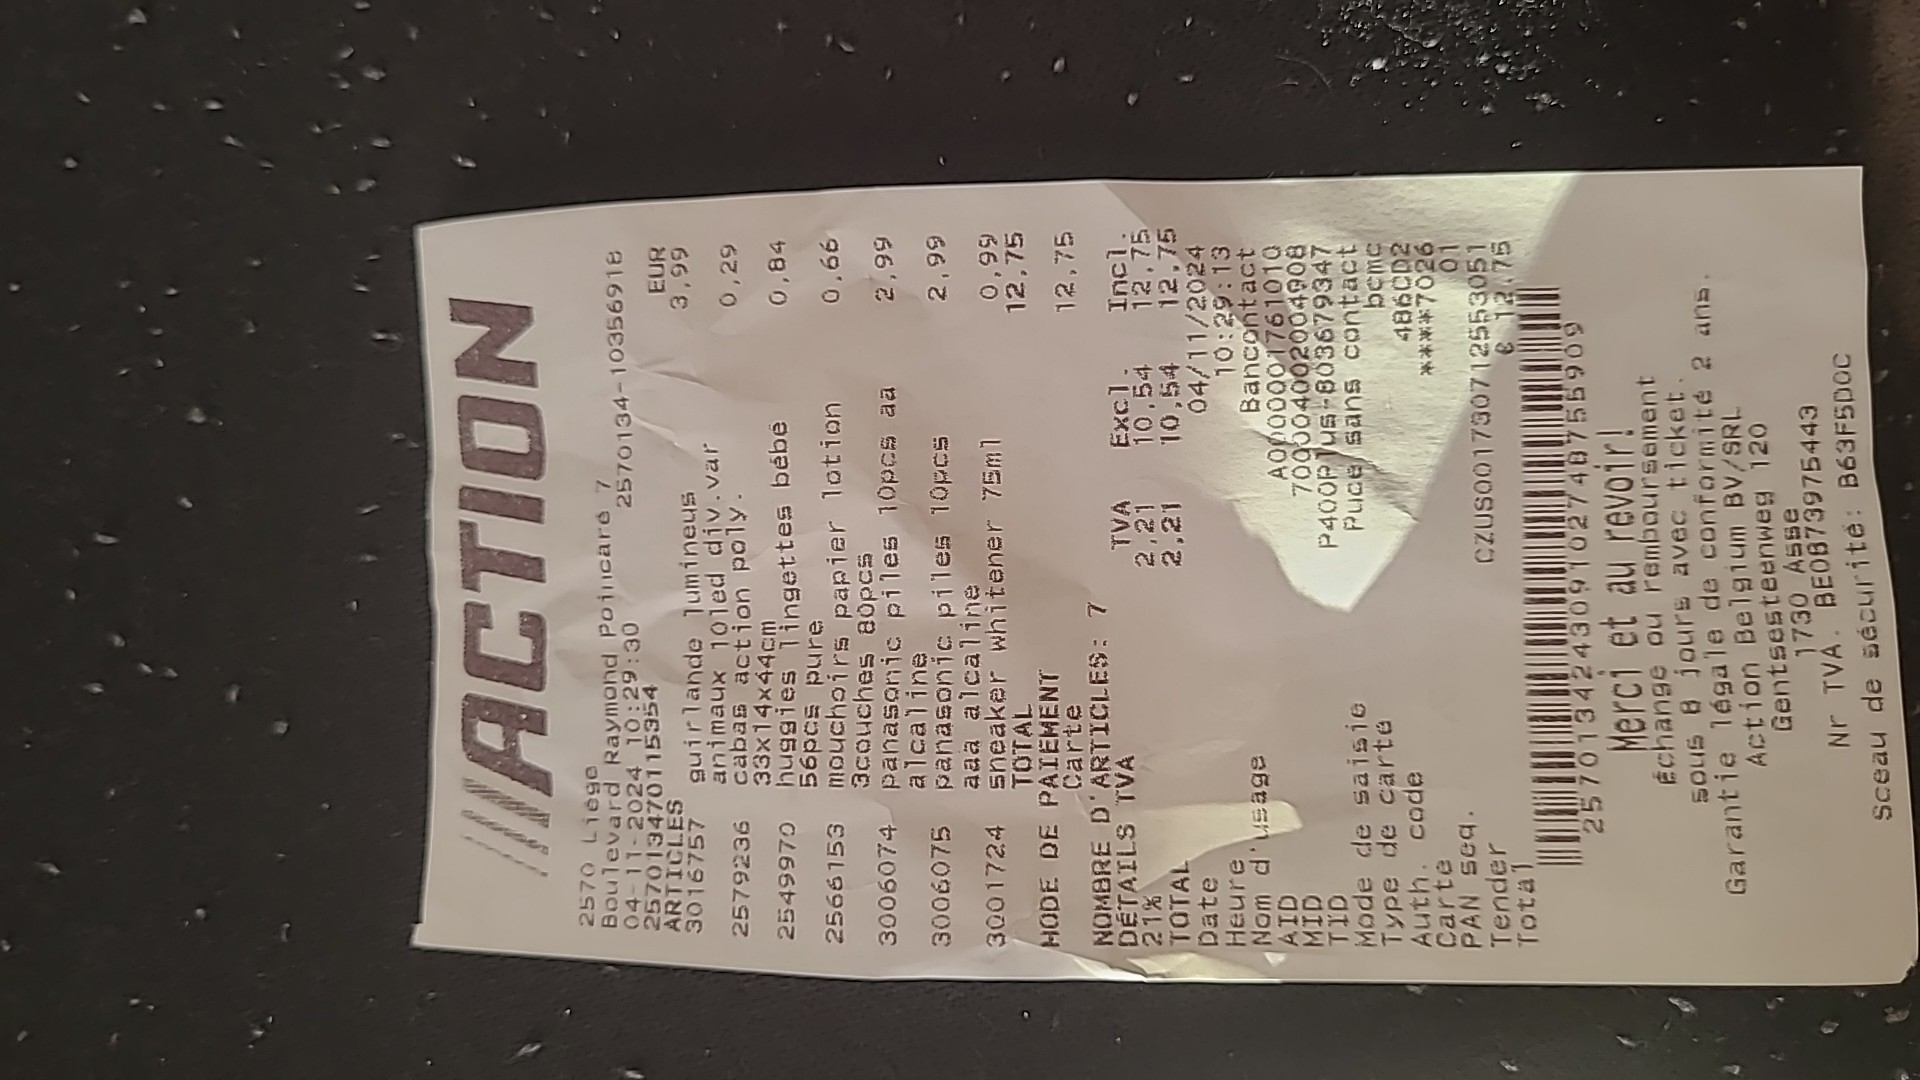 ACTION
2570 Liège
Boulevard Raymond Poincaré 7
04-11-2024 10:29:30 2570134-10356918
25701347011535​4
ARTICLES EUR
3016757 guirlande lumineus 3,99
animaux 10led div.var
2579236 cabas action poly. 0,29
33x14x44cm
2549970 huggies lingettes bébé 0,84
56pcs pure
2566153 mouchoirs papier lotion 0,66
3couches 80pcs
3006074 panasonic piles 10pcs aa 2,99
alcaline
3006075 panasonic piles 10pcs 2,99
aaa alcaline
3001724 sneaker whitener 75ml 0,99
TOTAL 12,75
MODE DE PAIEMENT
Carte 12,75
NOMBRE D'ARTICLES: 7
DÉTAILS TVA TVA Excl. Incl.
21% 2,21 10,54 12,75
TOTAL 2,21 10,54 12,75
Date 04/11/2024
Heure 10:29:13
Nom d'usage Bancontact
AID A0000001761010
MID 700004002004908
TID P400Plus-803679347
Mode de saisie Puce sans contact
Type de carte bcmc
Auth. code 486CD2
Carte ****7026
PAN seq. 01
Tender CZUS001730712553051
Total € 12,75
2570134243091027487559​09
Merci et au revoir!
Échange ou remboursement
sous 8 jours avec ticket.
Garantie légale de conformité 2 ans.
Action Belgium BV/SRL
Gentsesteenweg 120
1730 Asse
Nr TVA. BE0873975443
Sceau de sécurité: B63F5D0C